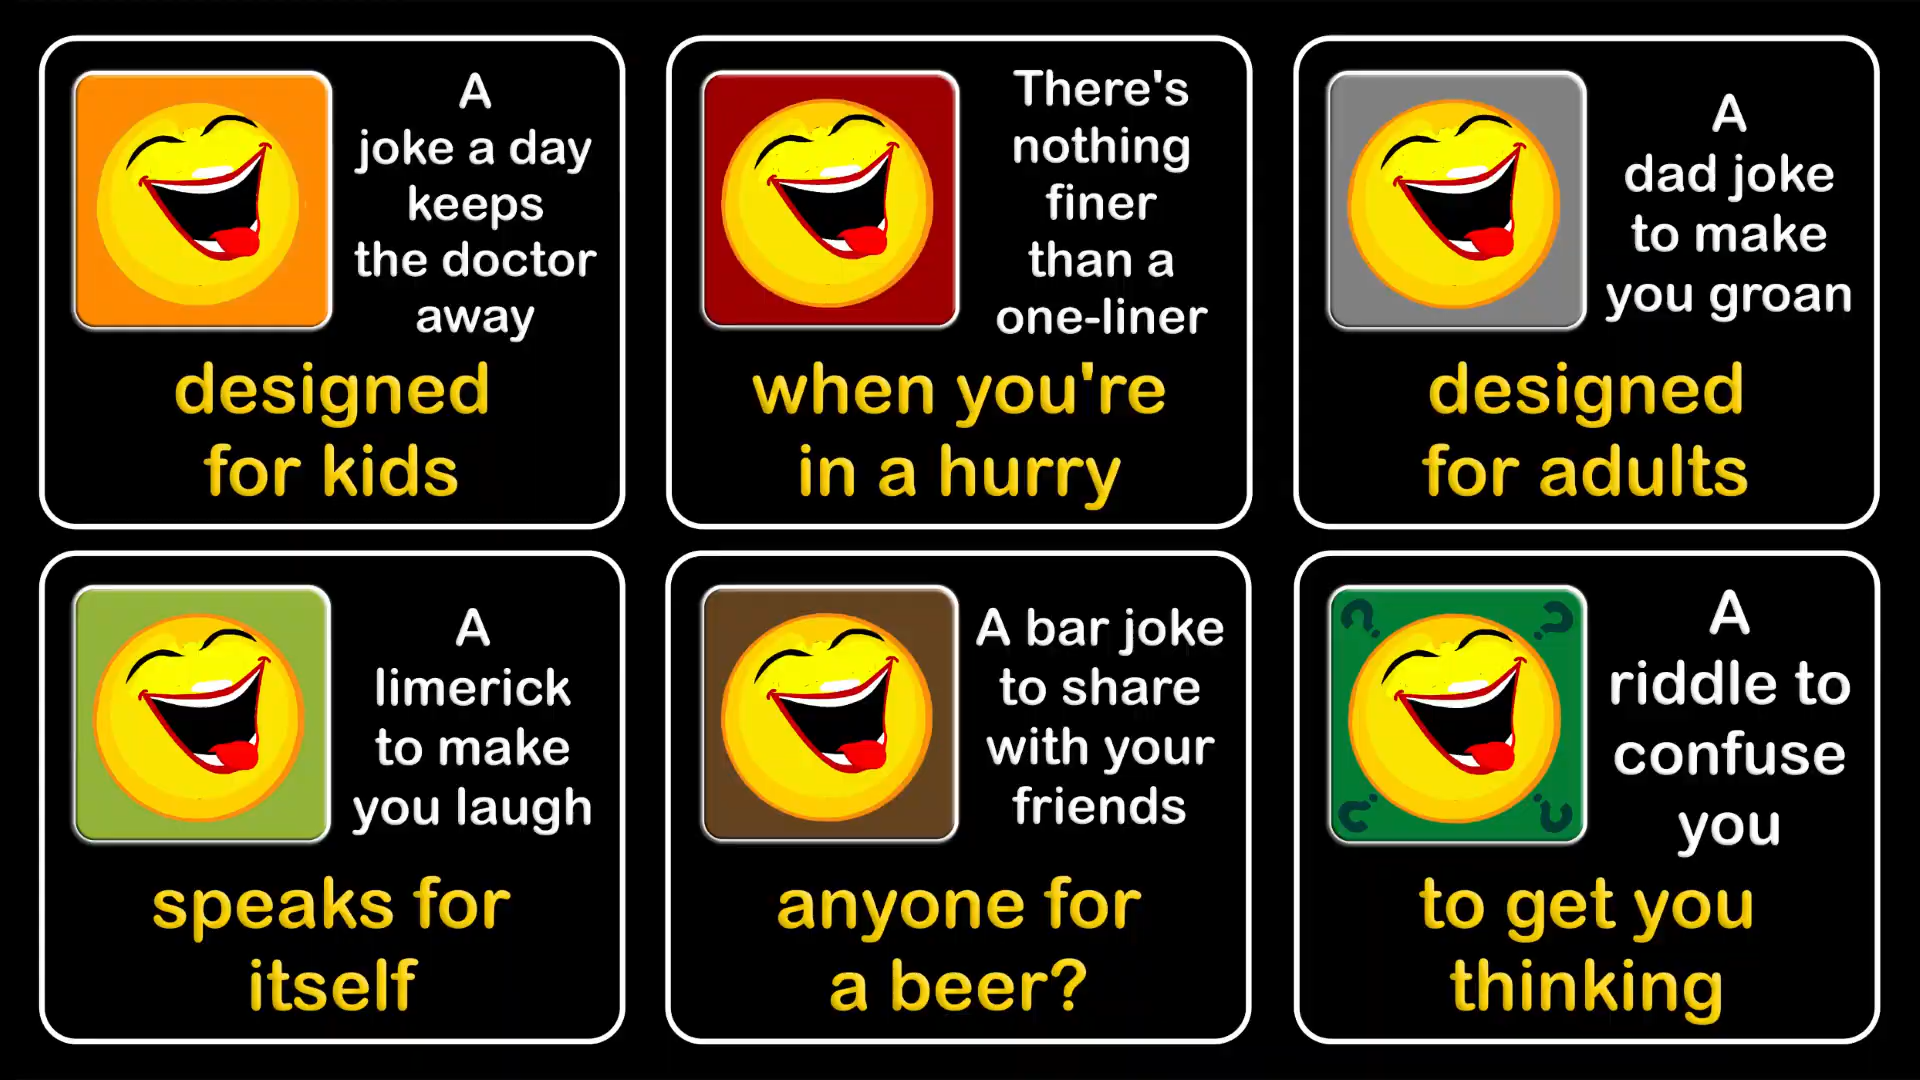 A
joke a day
keeps
the doctor
away
designed
for kids
There's
nothing
finer
than a
one-liner
when you're
in a hurry
A
dad joke
to make
you groan
designed
for adults
A
limerick
to make
you laugh
speaks for
itself
A bar joke
to share
with your
friends
anyone for
a beer?
? ?
? ?
A
riddle to
confuse
you
to get you
thinking